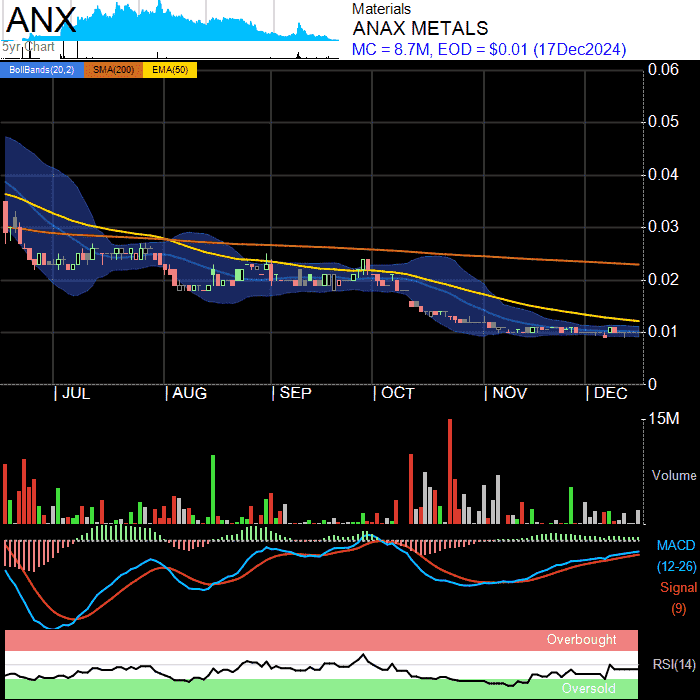 ANX
5yr Chart
Materials
ANAX METALS
MC = 8.7M, EOD = $0.01 (17Dec2024)
BollBands(20,2) SMA(200) EMA(50)
0.06
0.05
0.04
0.03
0.02
0.01
0
| JUL | AUG | SEP | OCT | NOV | DEC
15M
Volume
MACD
(12-26)
Signal
(9)
Overbought
RSI(14)
Oversold